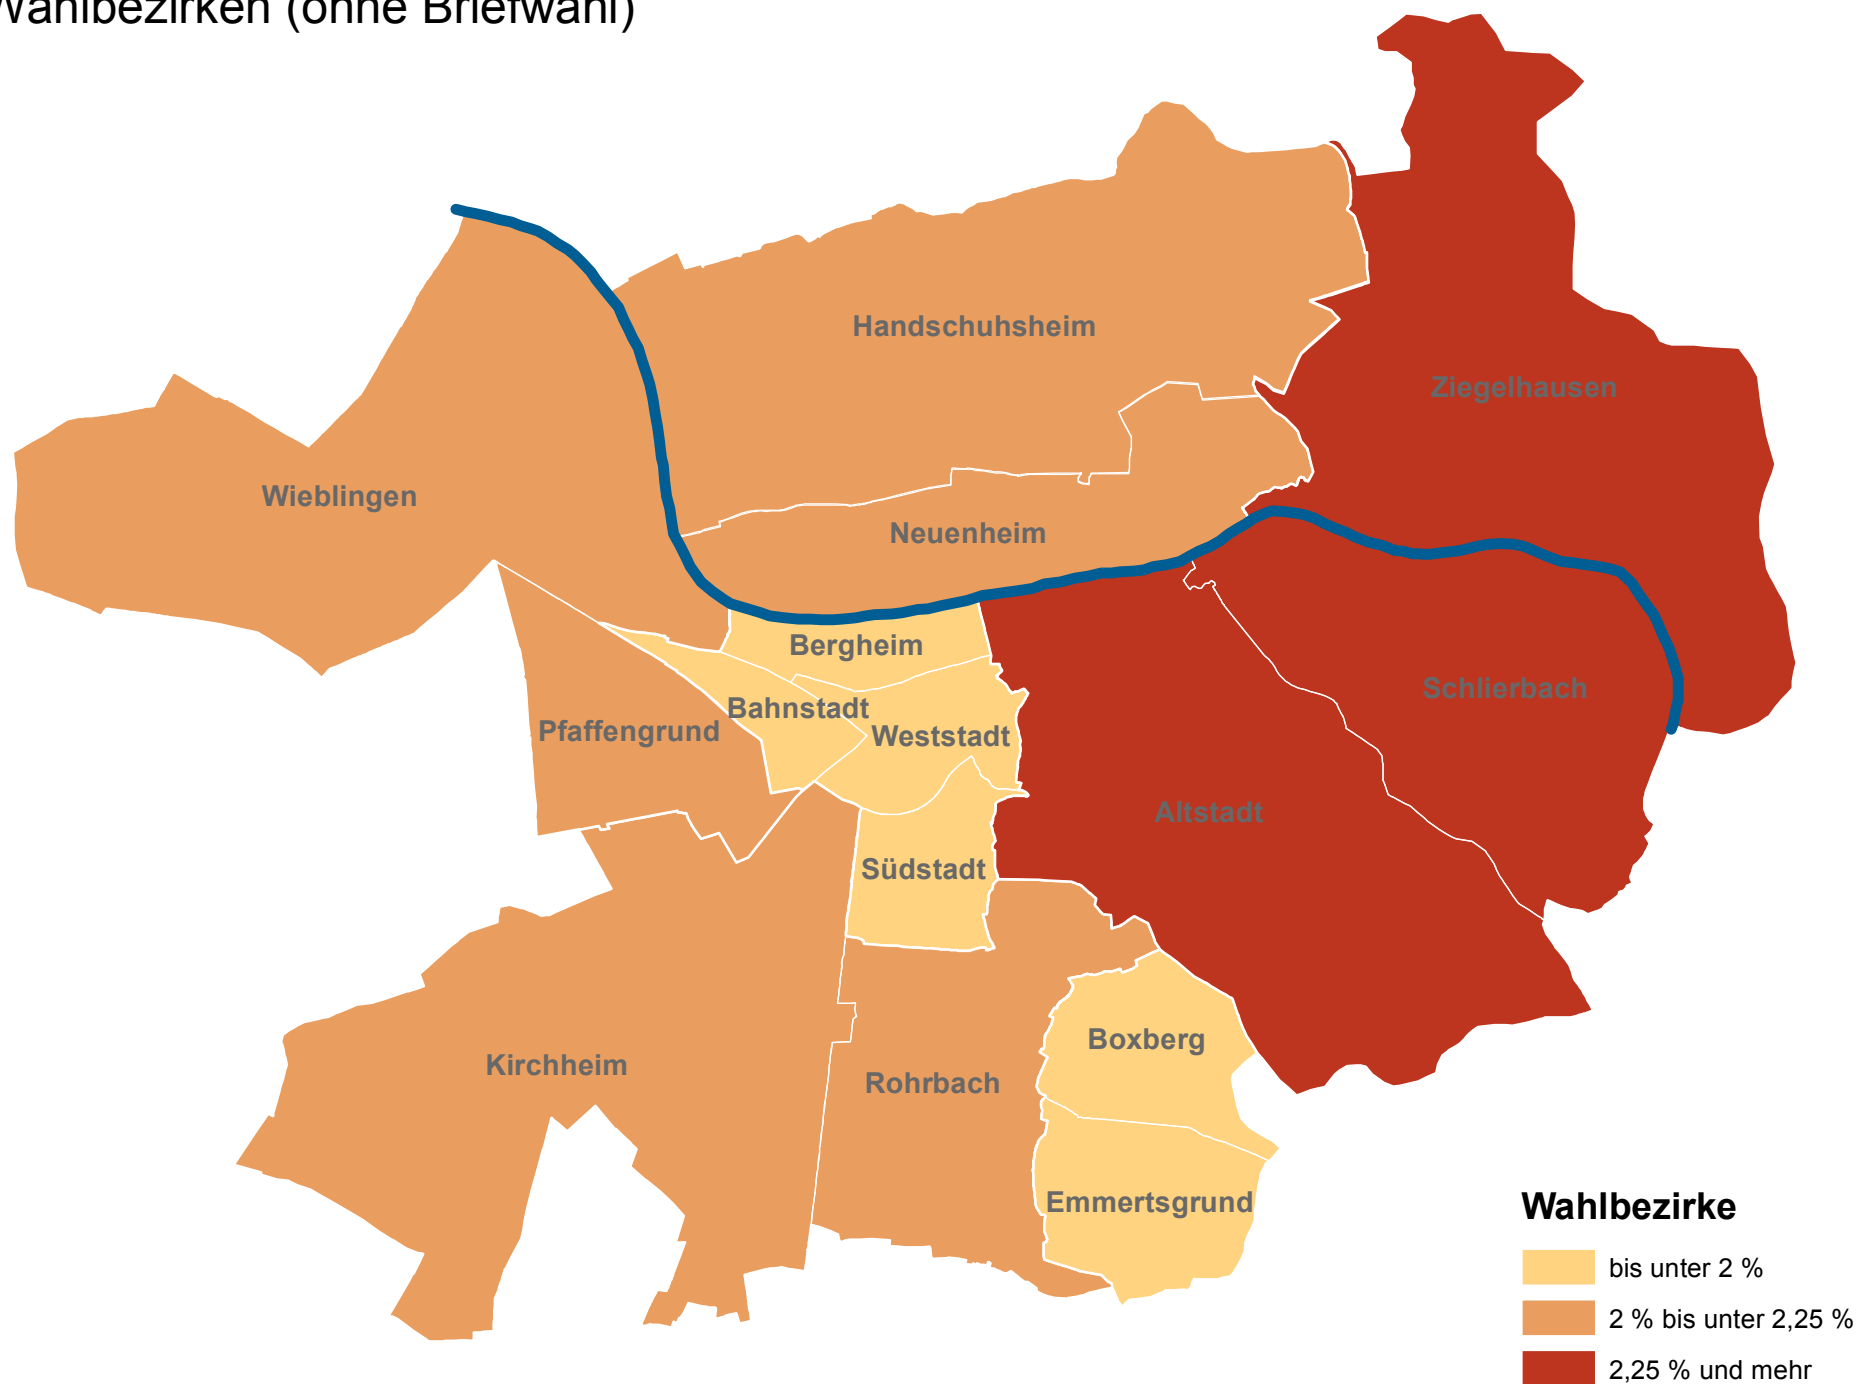 Wahlbezirken (ohne Briefwahl)
Handschuhsheim
Ziegelhausen
Wieblingen
Neuenheim
Bergheim
Schlierbach
Bahnstadt
Pfaffengrund
Weststadt
Altstadt
Südstadt
Boxberg
Kirchheim
Rohrbach
Emmertsgrund
Wahlbezirke
bis unter 2 %
2 % bis unter 2,25 %
2,25 % und mehr